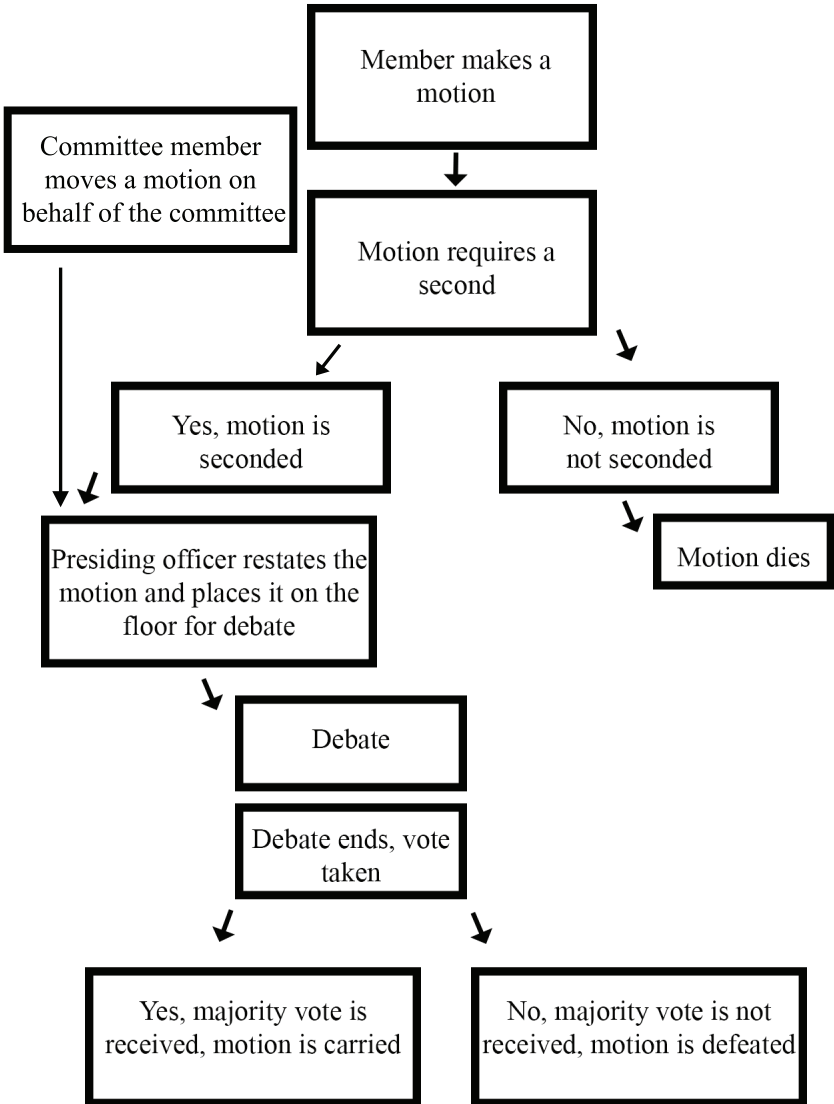 Member makes a
motion
Committee member
moves a motion on
behalf of the committee
Motion requires a
second
Yes, motion is
seconded
No, motion is
not seconded
Presiding officer restates the
motion and places it on the
floor for debate
Motion dies
Debate
Debate ends, vote
taken
Yes, majority vote is
received, motion is carried
No, majority vote is not
received, motion is defeated